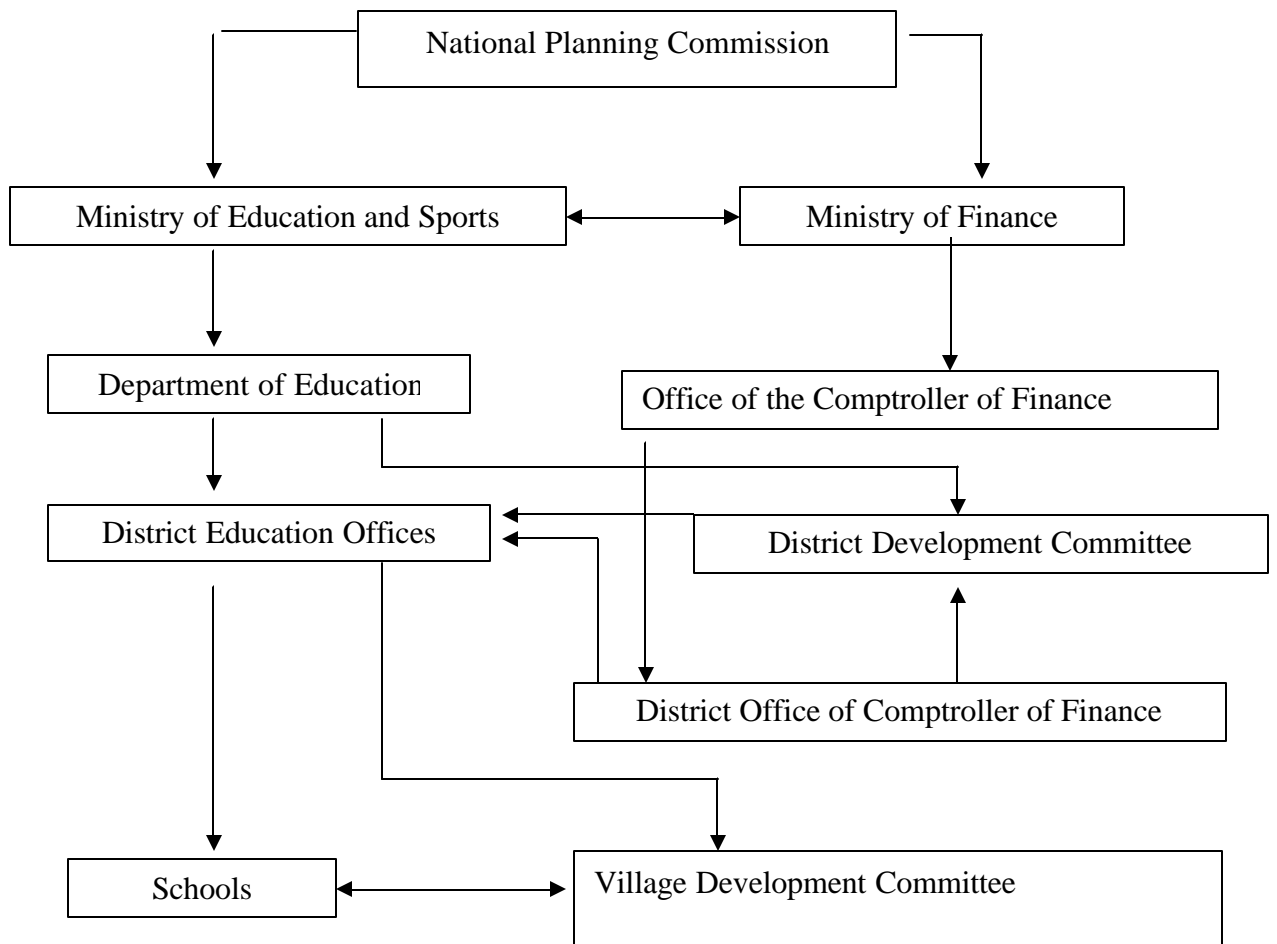 National Planning Commission
Ministry of Education and Sports
Ministry of Finance
Department of Education
Office of the Comptroller of Finance
District Education Offices
District Development Committee
District Office of Comptroller of Finance
Schools
Village Development Committee